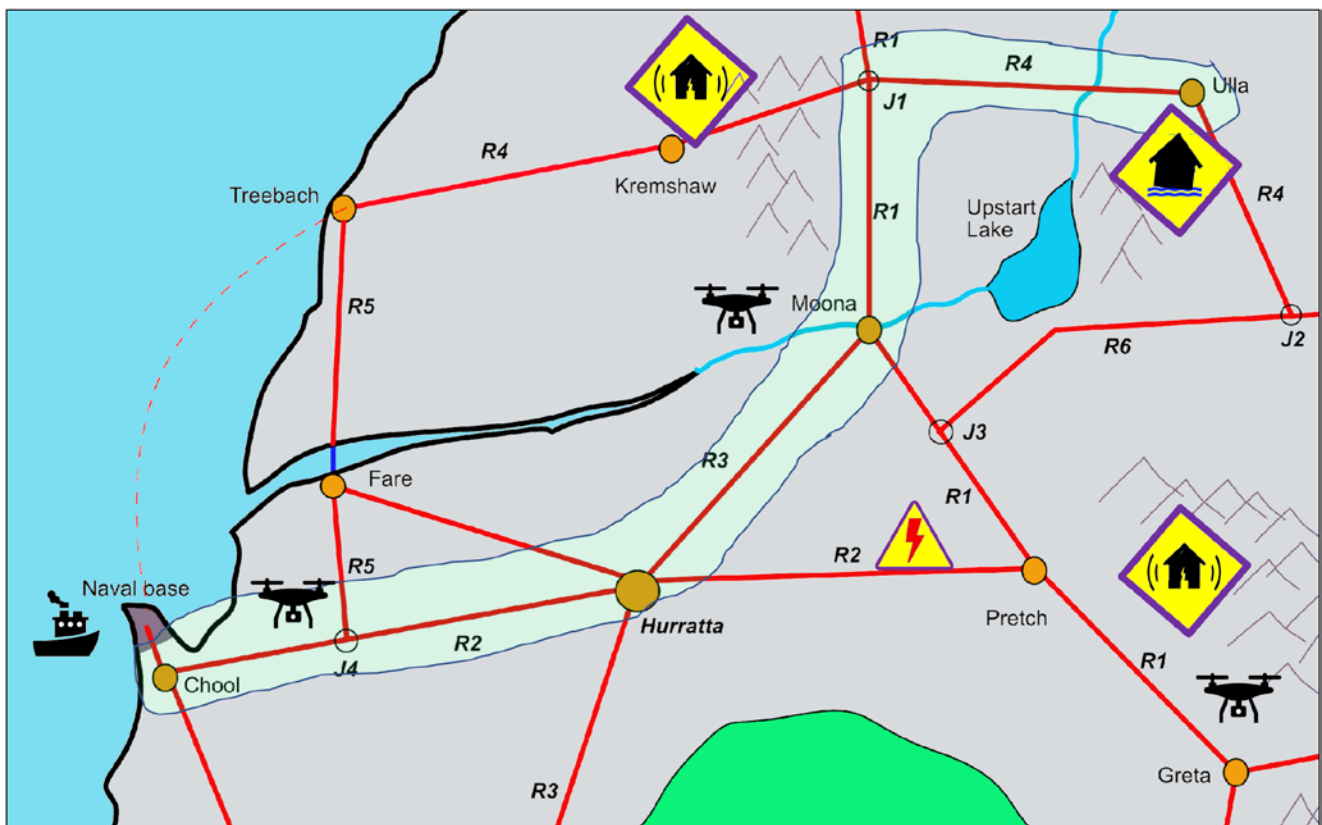 R1
R4
Ulla
J1
R4
Kremshaw
Treebach
R1
Upstart
Lake
R4
R5
Moona
R6
J2
J3
R3
Fare
R1
R2
R5
Naval base
Hurratta
Pretch
R2
J4
Chool
R1
Greta
R3